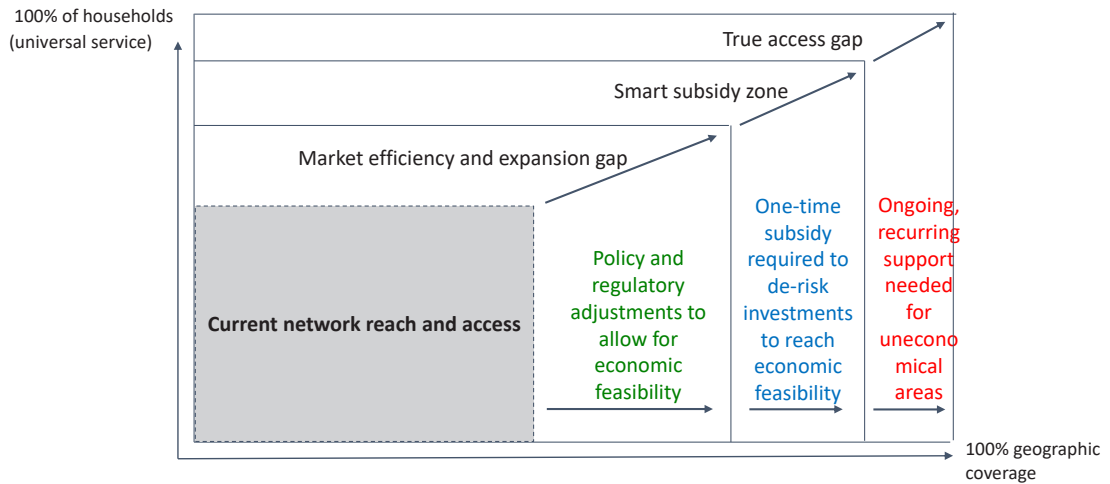 100% of households
(universal service)
True access gap
Smart subsidy zone
Market efficiency and expansion gap
Current network reach and access
Policy and
regulatory
adjustments to
allow for
economic
feasibility
One-time
subsidy
required to
de-risk
investments
to reach
economic
feasibility
Ongoing,
recurring
support
needed
for
unecono
mical
areas
100% geographic
coverage